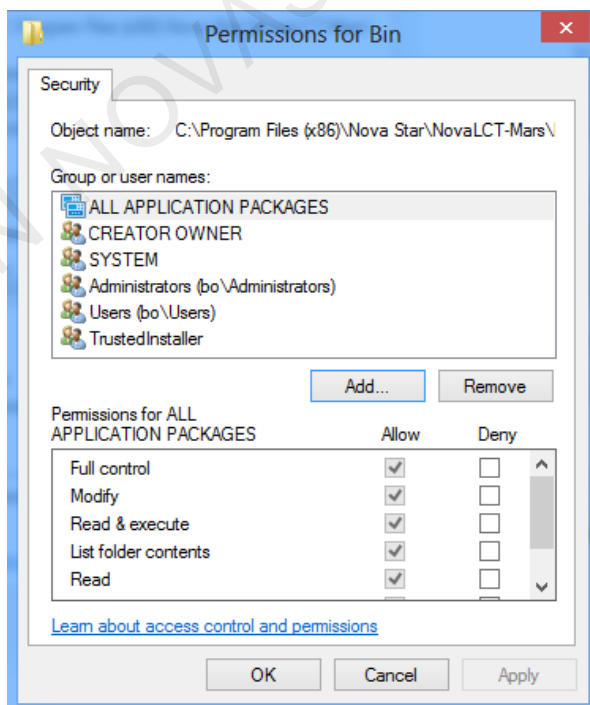 Permissions for Bin
Security
Object name: C:\Program Files (x86)\Nova Star\NovaLCT-Mars\
Group or user names:
ALL APPLICATION PACKAGES
CREATOR OWNER
SYSTEM
Administrators (bo\Administrators)
Users (bo\Users)
TrustedInstaller
Add... Remove
Permissions for ALL
APPLICATION PACKAGES Allow Deny
Full control
Modify
Read & execute
List folder contents
Read
Learn about access control and permissions
OK Cancel Apply